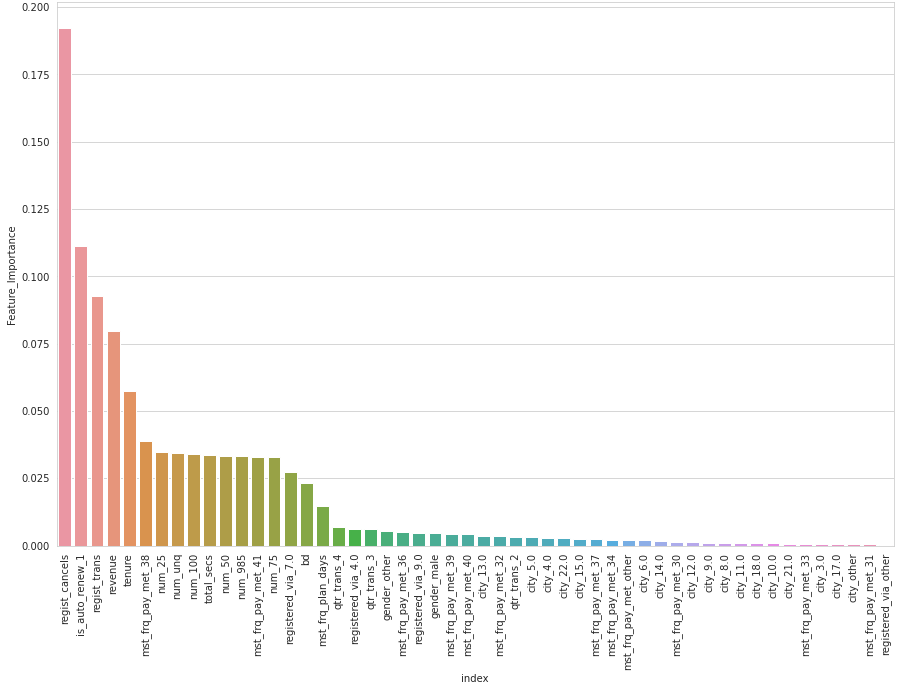 0.200
0.175
0.150
0.125
0.100
0.075
0.050
0.025
0.000
Feature_Importance
regist_cancels
is_auto_renew_1
regist_trans
revenue
tenure
mst_frq_pay_met_38
num_25
num_unq
num_100
total_secs
num_50
num_985
mst_frq_pay_met_41
num_75
registered_via_7.0
bd
mst_frq_plan_days
qtr_trans_4
registered_via_4.0
qtr_trans_3
gender_other
mst_frq_pay_met_36
registered_via_9.0
gender_male
mst_frq_pay_met_39
mst_frq_pay_met_40
city_13.0
mst_frq_pay_met_32
qtr_trans_2
city_5.0
city_4.0
city_22.0
city_15.0
mst_frq_pay_met_37
mst_frq_pay_met_34
mst_frq_pay_met_other
city_6.0
city_14.0
mst_frq_pay_met_30
city_12.0
city_9.0
city_8.0
city_11.0
city_18.0
city_10.0
city_21.0
mst_frq_pay_met_33
city_3.0
city_17.0
city_other
mst_frq_pay_met_31
registered_via_other
index